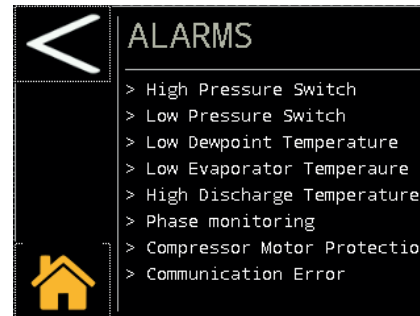 ALARMS
> High Pressure Switch
> Low Pressure Switch
> Low Dewpoint Temperature
> Low Evaporator Temperaure
> High Discharge Temperature
> Phase monitoring
> Compressor Motor Protectio
> Communication Error